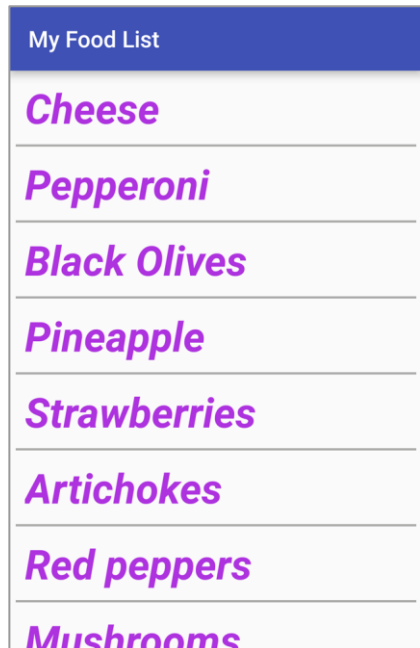 My Food List
Cheese
Pepperoni
Black Olives
Pineapple
Strawberries
Artichokes
Red peppers
Mushrooms